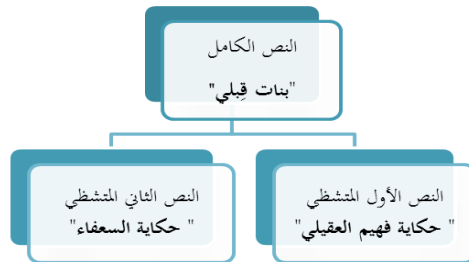 النص الكامل
"بنات قِبلي"
النص الأول المتشظي
" حكاية فهيم العقيلي"
النص الثاني المتشظي
" حكاية السعفاء"